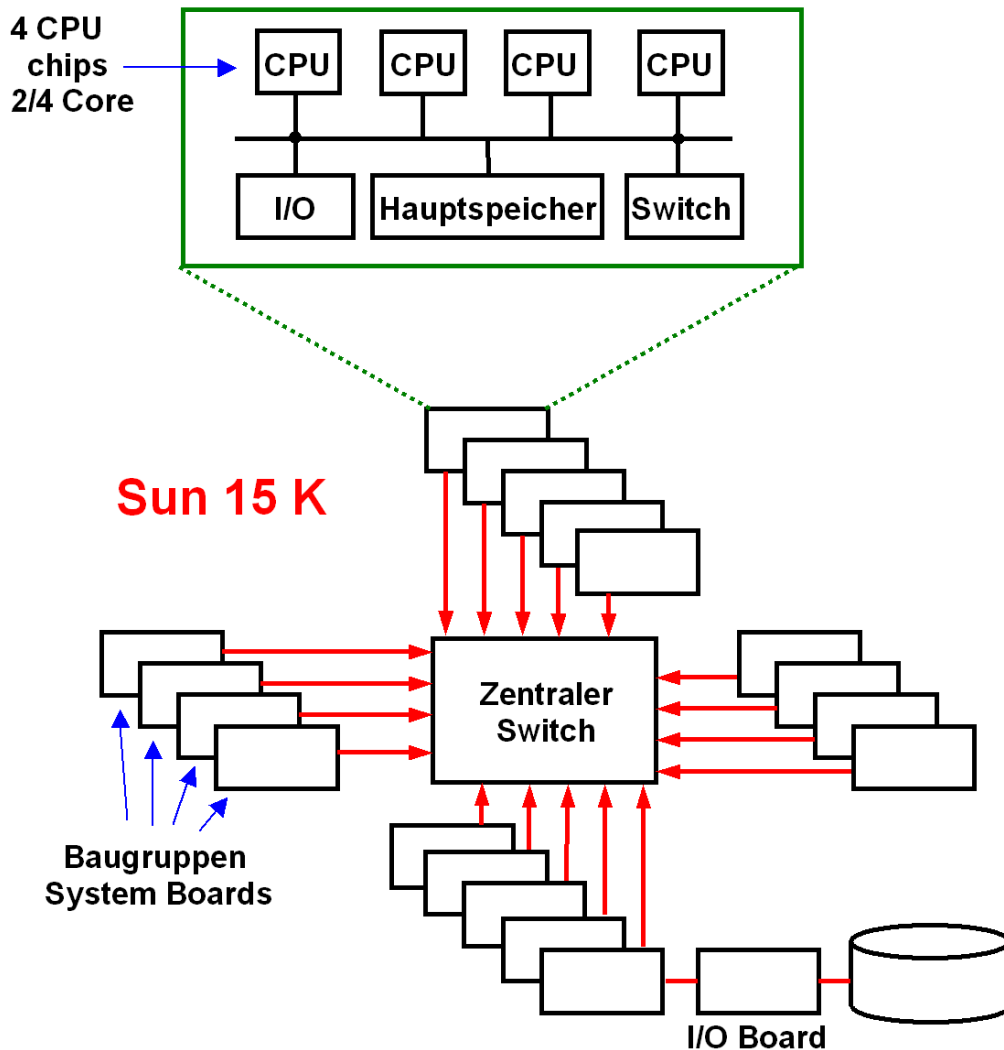 4 CPU
chips
2/4 Core
CPU
CPU
CPU
CPU
I/O
Hauptspeicher
Switch
Sun 15 K
Zentraler
Switch
Baugruppen
System Boards
I/O Board